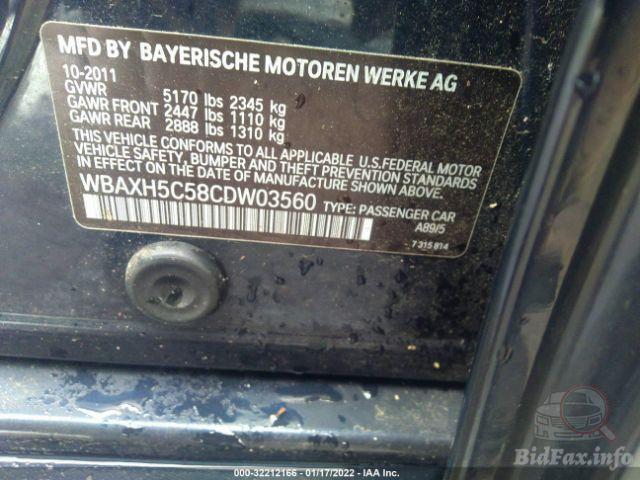 MFD BY BAYERISCHE MOTOREN WERKE AG
10-2011
GVWR 5170 lbs 2345 kg
GAWR FRONT 2447 lbs 1110 kg
GAWR REAR 2888 lbs 1310 kg
THIS VEHICLE CONFORMS TO ALL APPLICABLE U.S.FEDERAL MOTOR
VEHICLE SAFETY, BUMPER AND THEFT PREVENTION STANDARDS
IN EFFECT ON THE DATE OF MANUFACTURE SHOWN ABOVE.
WBAXH5C58CDW03560 TYPE: PASSENGER CAR
A89/5
7 315 814
000-32212166 - 01/17/2022 - IAA Inc.
BidFax.info